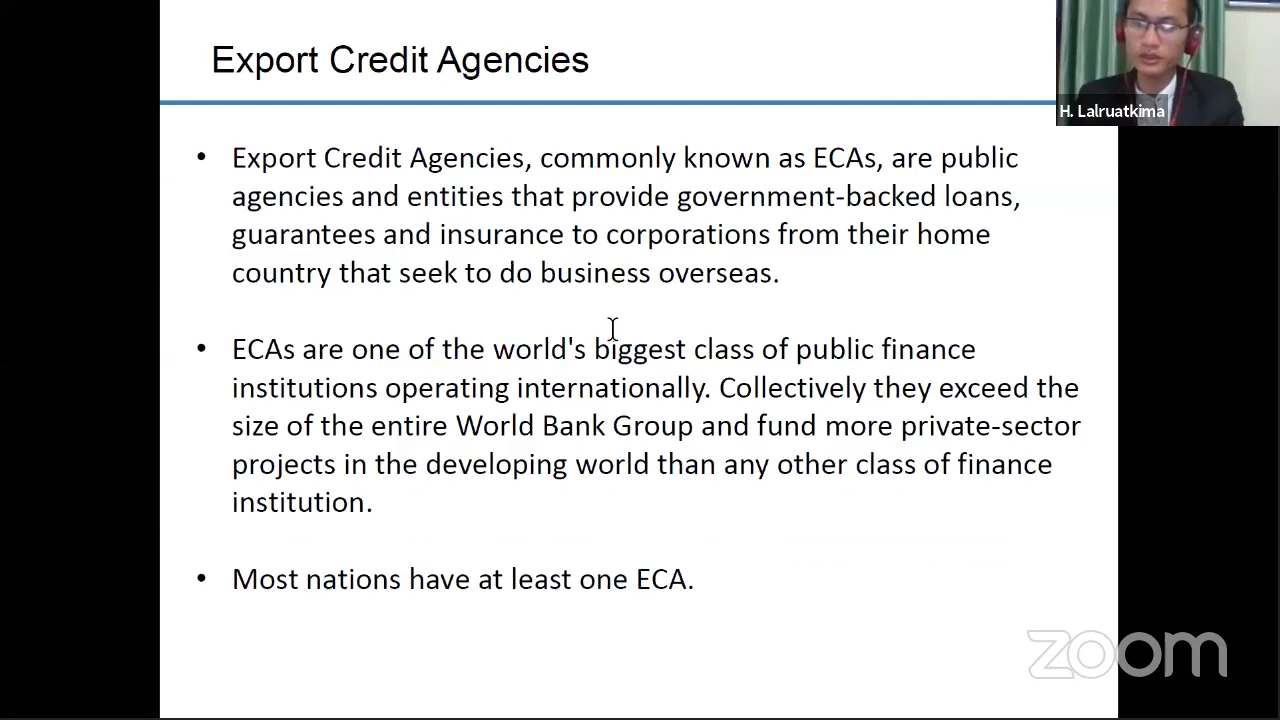 Export Credit Agencies
H. Lalruatkima
• Export Credit Agencies, commonly known as ECAs, are public
agencies and entities that provide government-backed loans,
guarantees and insurance to corporations from their home
country that seek to do business overseas.
• ECAs are one of the world's biggest class of public finance
institutions operating internationally. Collectively they exceed the
size of the entire World Bank Group and fund more private-sector
projects in the developing world than any other class of finance
institution.
• Most nations have at least one ECA.
zoom